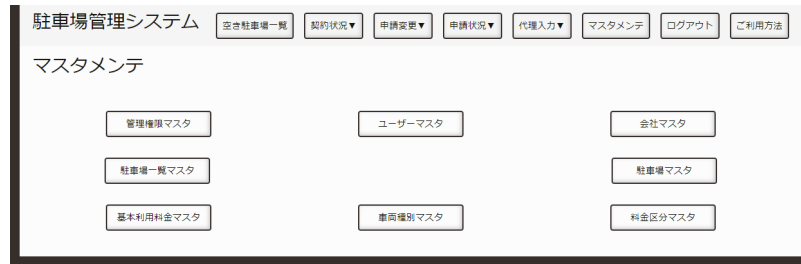 駐車場管理システム 空き駐車場一覧 契約状況▼ 申請変更▼ 申請状況▼ 代理入力▼ マスタメンテ ログアウト ご利用方法
マスタメンテ
管理権限マスタ ユーザーマスタ 会社マスタ
駐車場一覧マスタ 駐車場マスタ
基本利用料金マスタ 車両種別マスタ 料金区分マスタ